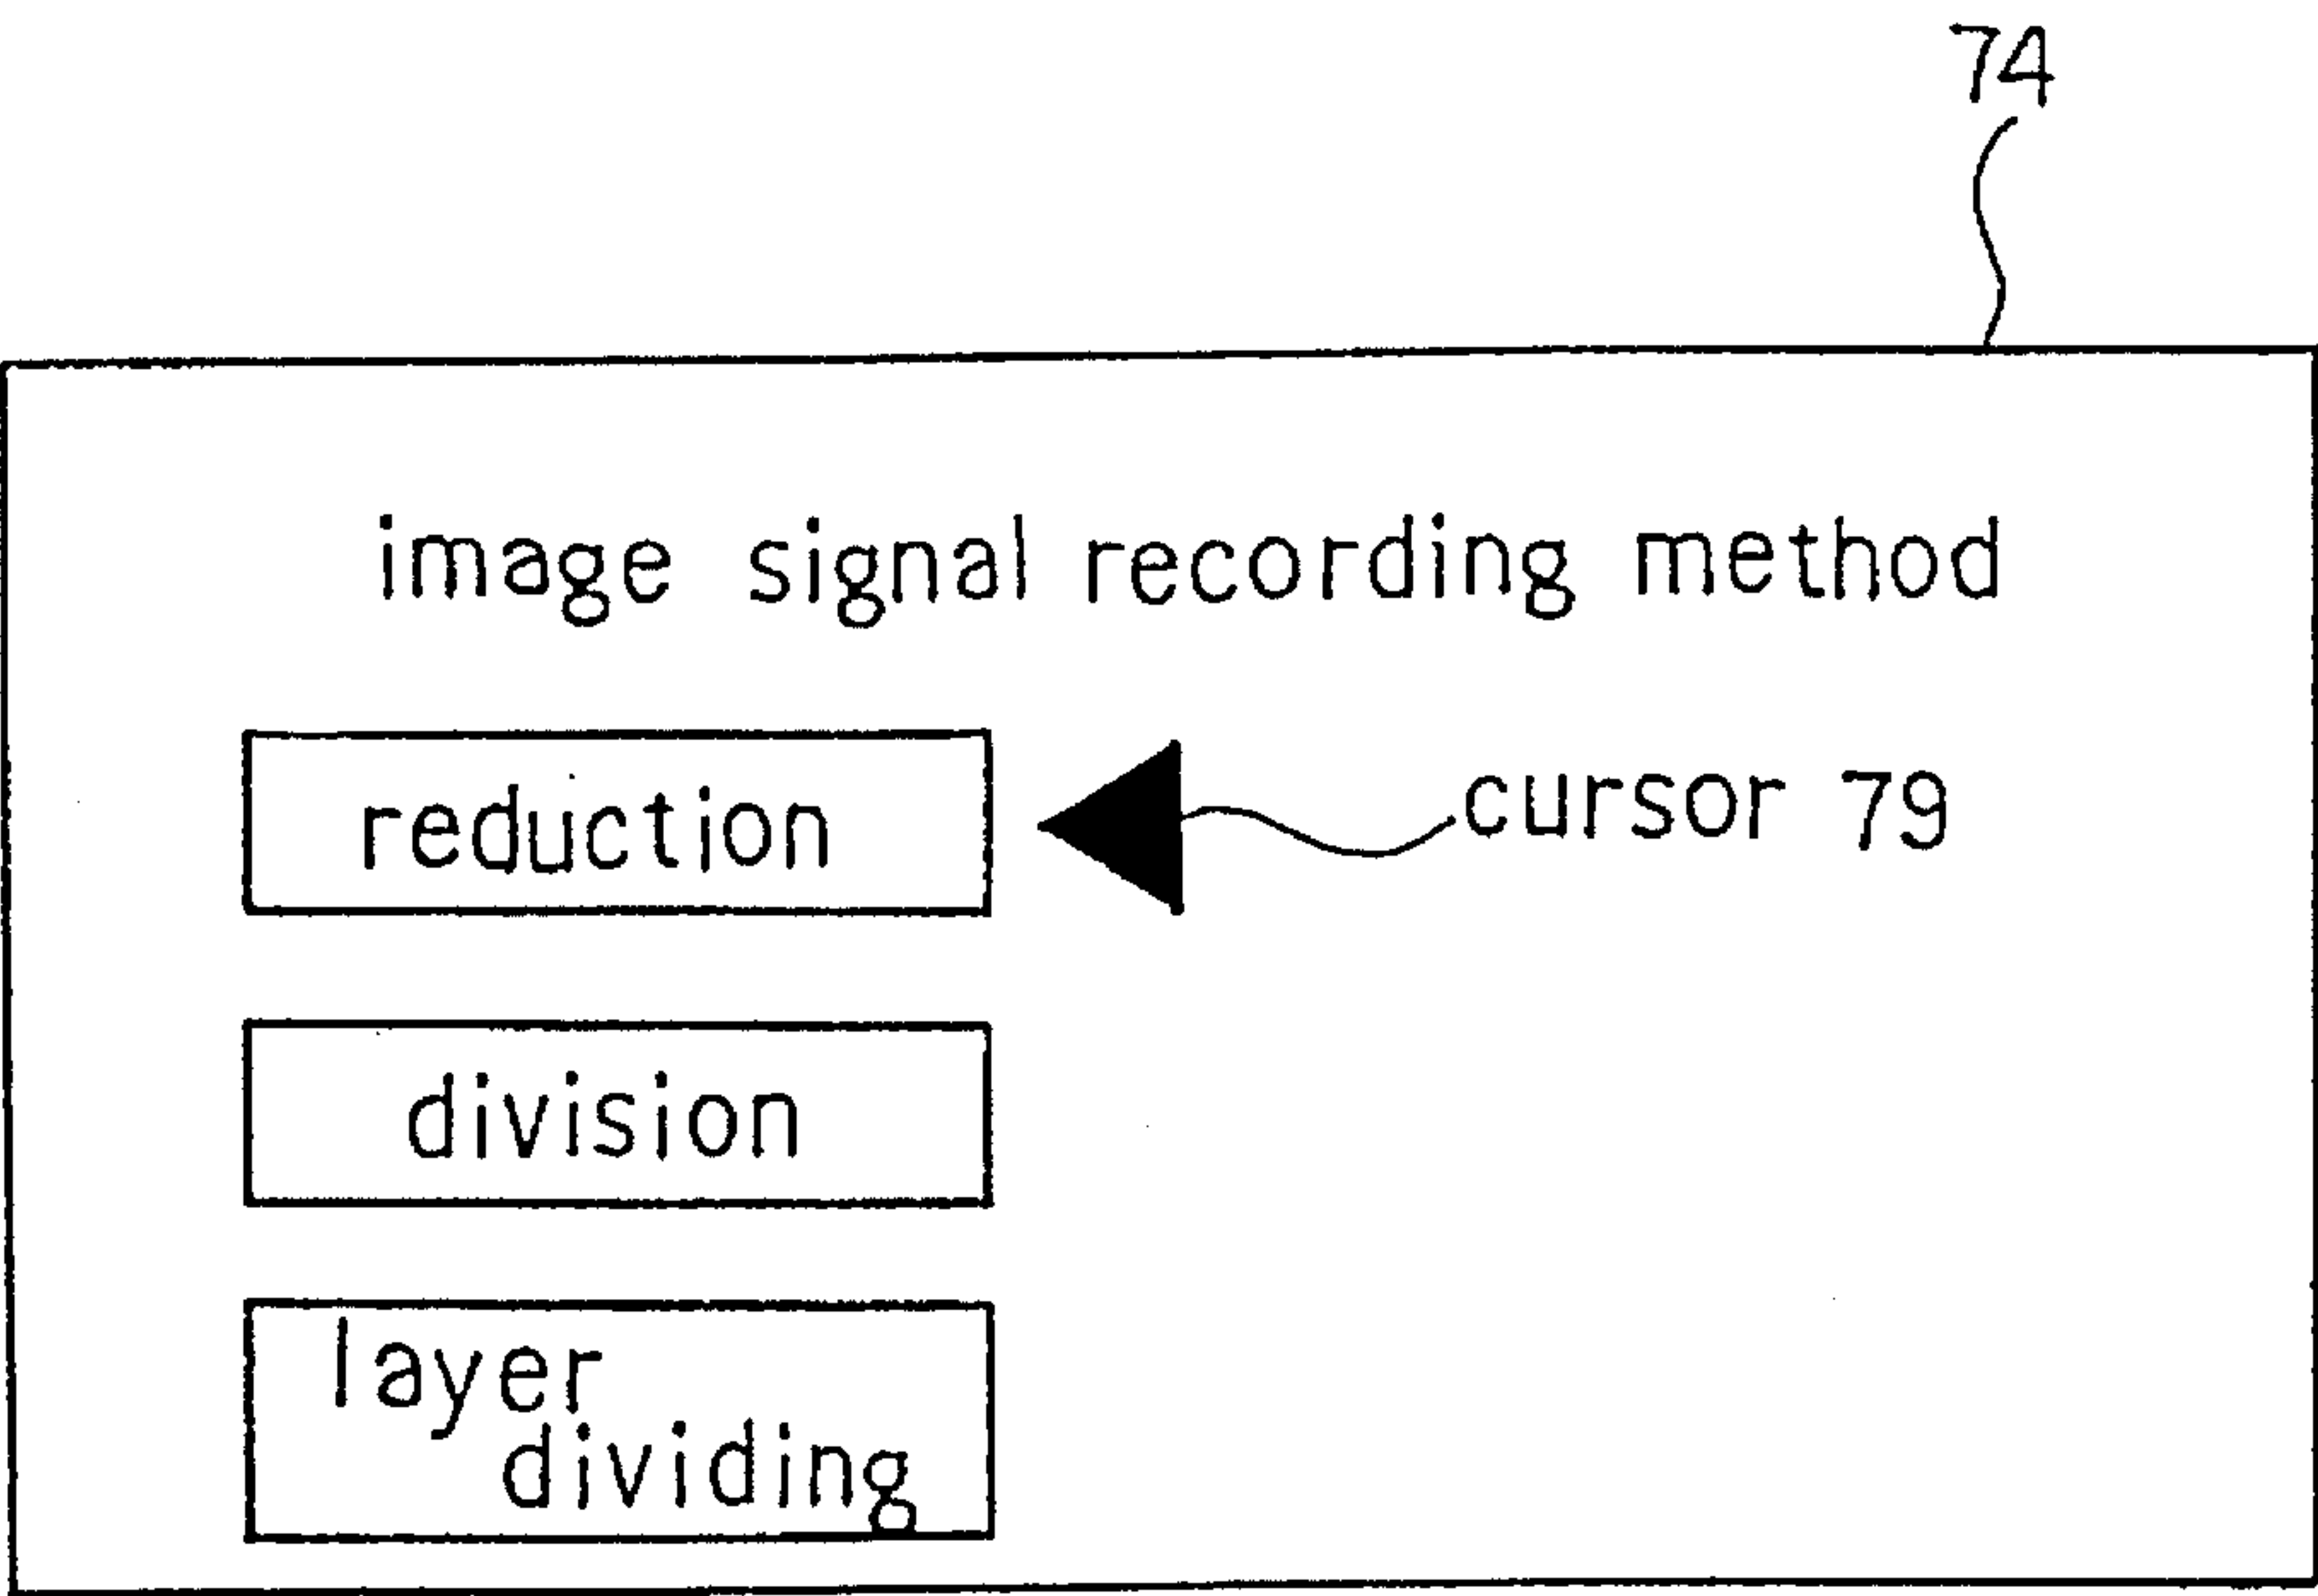 74
image signal recording method
reduction
cursor 79
division
layer
dividing